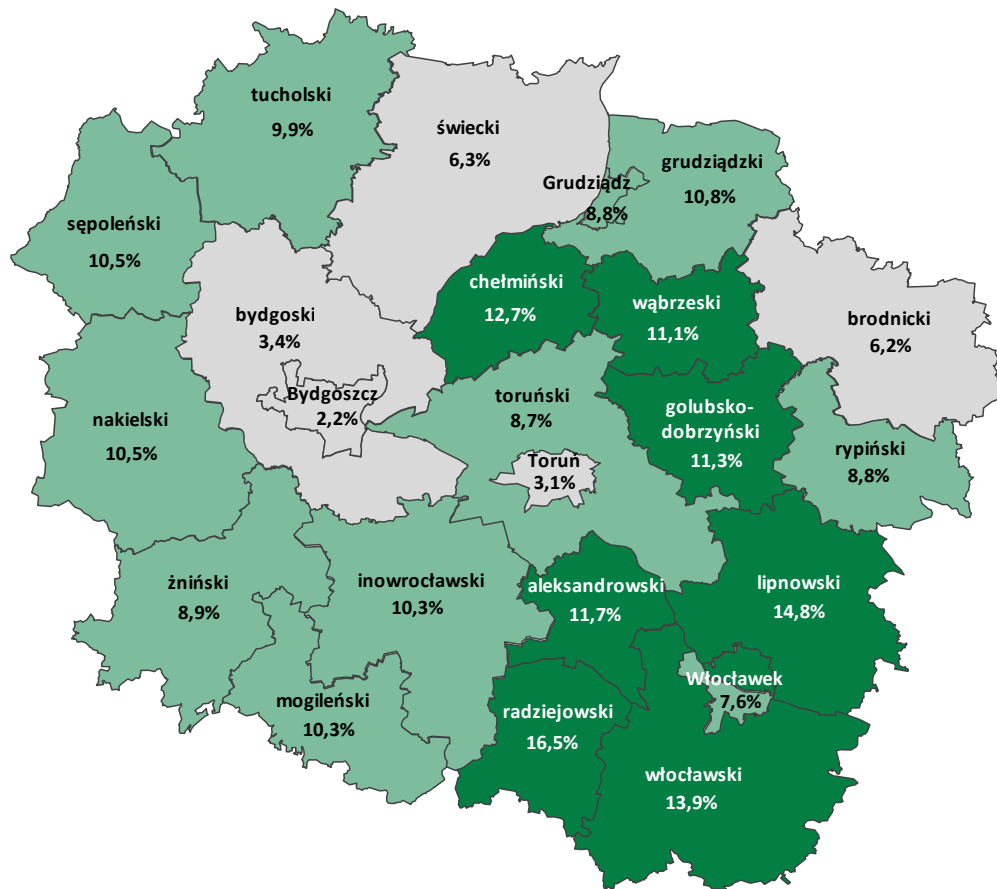 tucholski
9,9%
świecki
6,3%
grudziądzki
10,8%
Grudziądz
8,8%
sępoleński
10,5%
chełmiński
12,7%
wąbrzeski
11,1%
bydgoski
3,4%
brodnicki
6,2%
Bydgoszcz
2,2%
toruński
8,7%
golubsko-
dobrzyński
11,3%
nakielski
10,5%
rypiński
8,8%
Toruń
3,1%
żniński
8,9%
inowrocławski
10,3%
aleksandrowski
11,7%
lipnowski
14,8%
Włocławek
7,6%
mogileński
10,3%
radziejowski
16,5%
włocławski
13,9%